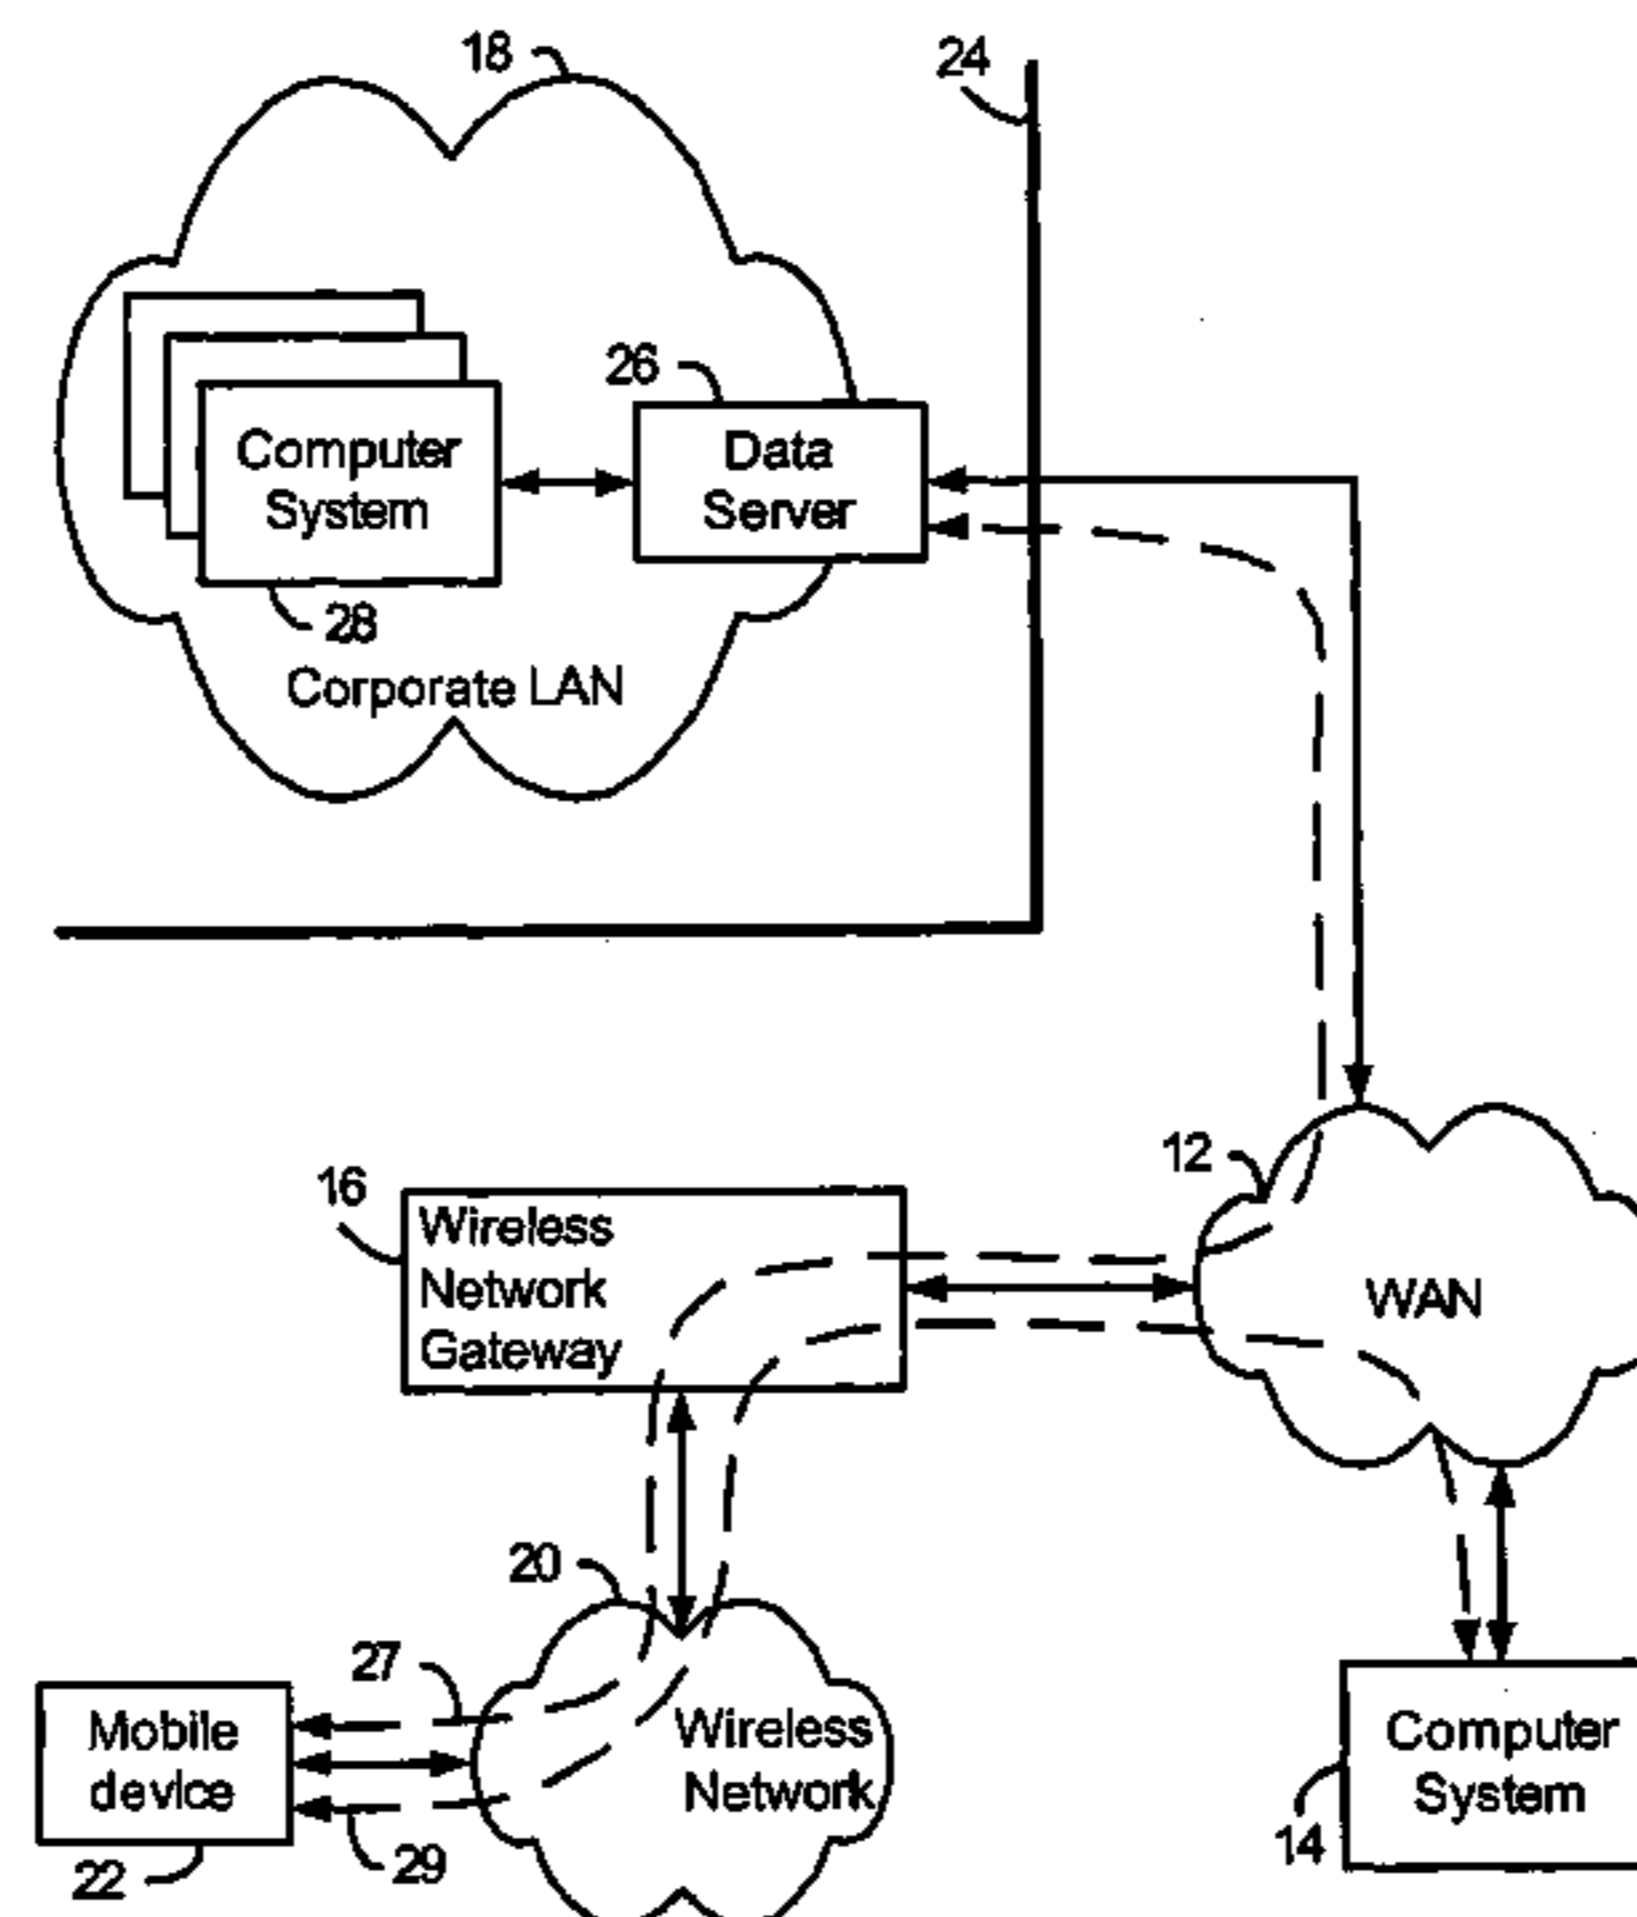 18
24
26
Computer
System
Data
Server
28
Corporate LAN
12
16
Wireless
Network
Gateway
WAN
20
27
Mobile
device
Wireless
Network
Computer
System
14
29
22